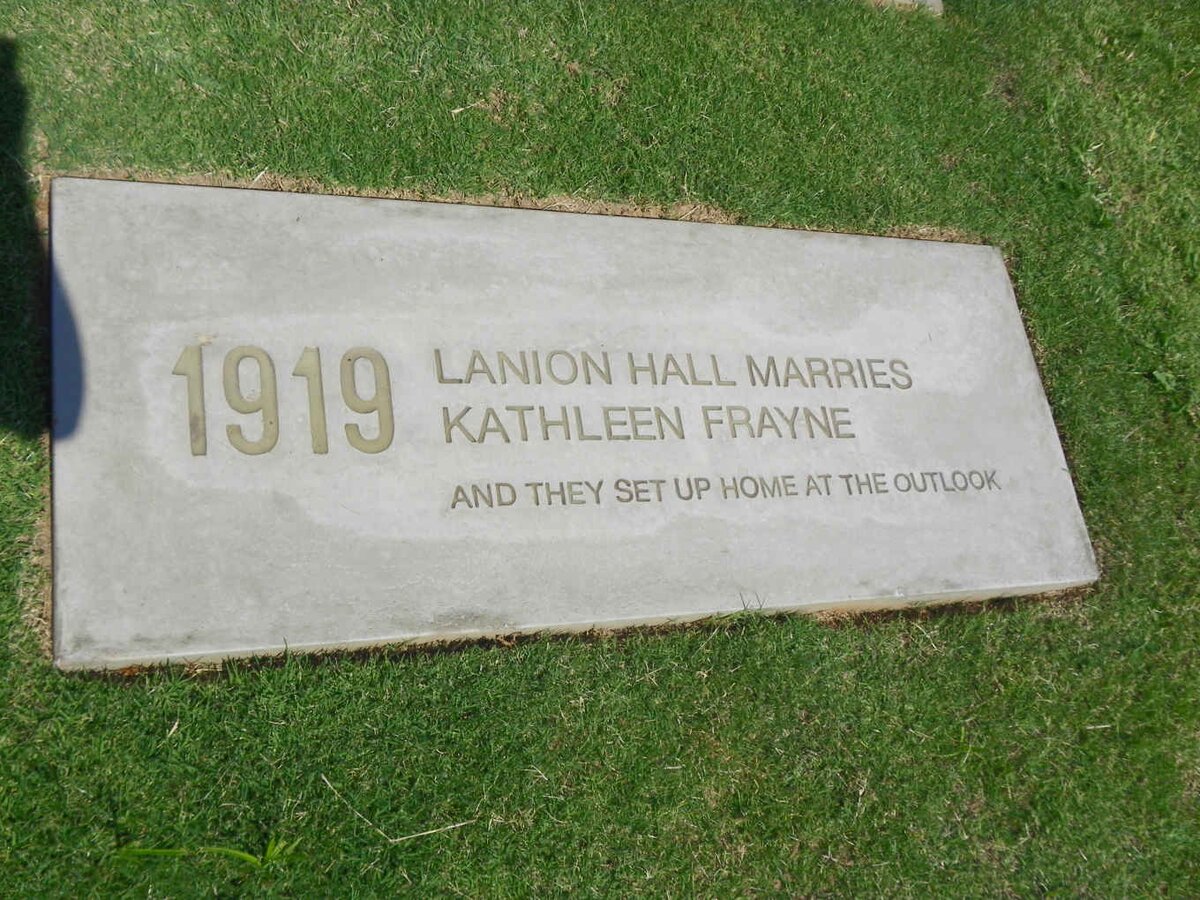 1919
LANION HALL MARRIES
KATHLEEN FRAYNE
AND THEY SET UP HOME AT THE OUTLOOK